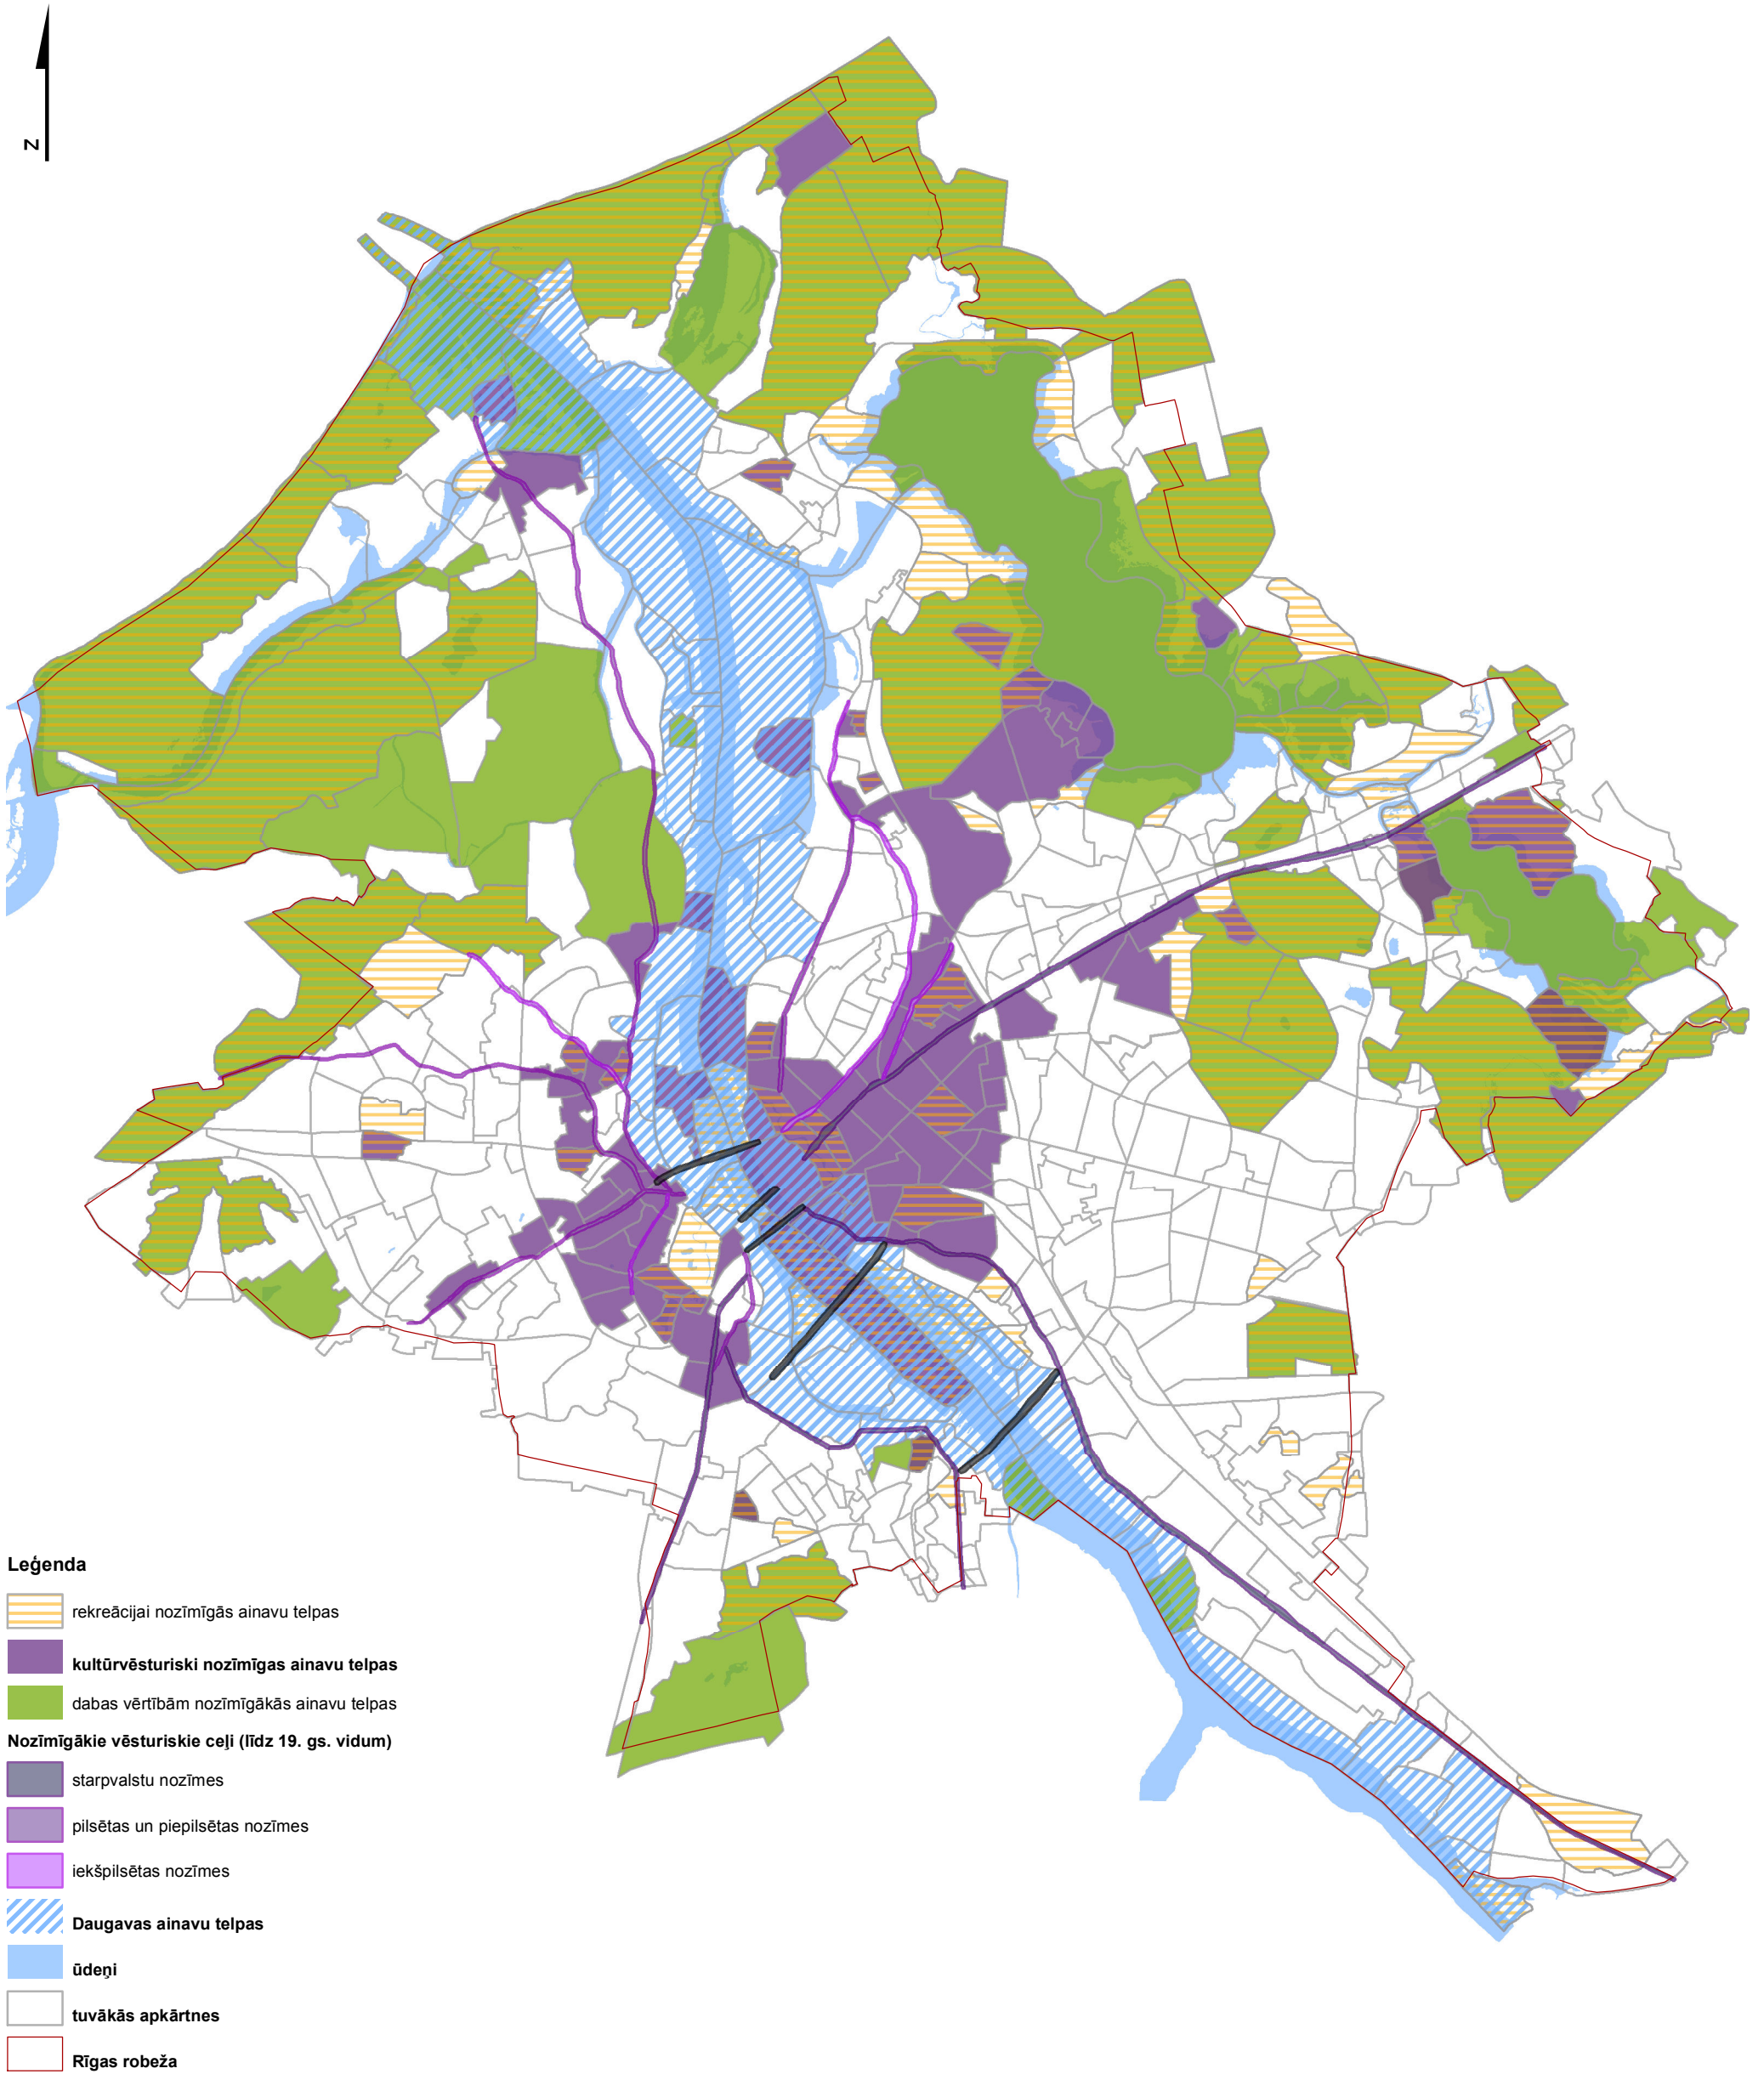 N
Leģenda
rekreācijai nozīmīgās ainavu telpas
kultūrvēsturiski nozīmīgas ainavu telpas
dabas vērtībām nozīmīgākās ainavu telpas
Nozīmīgākie vēsturiskie ceļi (līdz 19. gs. vidum)
starpvalstu nozīmes
pilsētas un piepilsētas nozīmes
iekšpilsētas nozīmes
Daugavas ainavu telpas
ūdeņi
tuvākās apkārtnes
Rīgas robeža